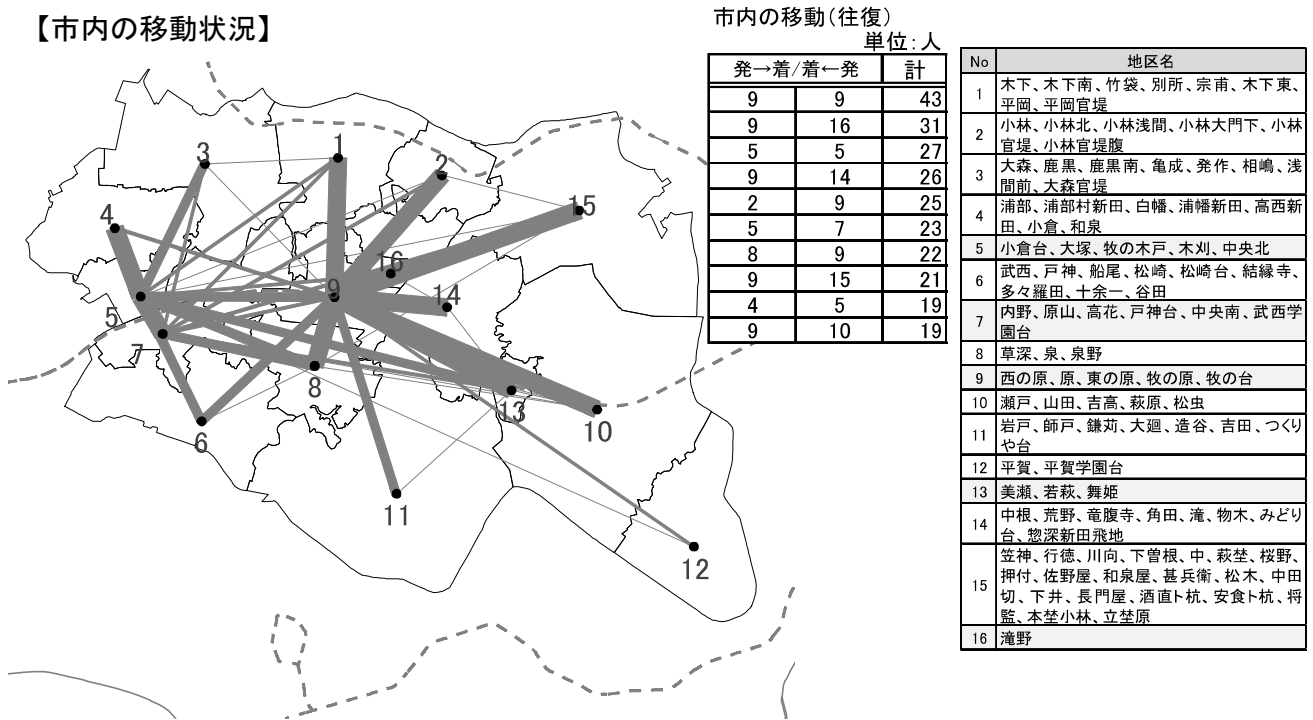 【市内の移動状況】
市内の移動(往復)
単位:人
発→着/着←発 計
9 9 43
9 16 31
5 5 27
9 14 26
2 9 25
5 7 23
8 9 22
9 15 21
4 5 19
9 10 19
No 地区名
1 木下、木下南、竹袋、別所、宗甫、木下東、
平岡、平岡官堤
2 小林、小林北、小林浅間、小林大門下、小林
官堤、小林官堤腹
3 大森、鹿黒、鹿黒南、亀成、発作、相嶋、浅
間前、大森官堤
4 浦部、浦部村新田、白幡、浦幡新田、高西新
田、小倉、和泉
5 小倉台、大塚、牧の木戸、木刈、中央北
6 武西、戸神、船尾、松崎、松崎台、結縁寺、
多々羅田、十余一、谷田
7 内野、原山、高花、戸神台、中央南、武西学
園台
8 草深、泉、泉野
9 西の原、原、東の原、牧の原、牧の台
10 瀬戸、山田、吉高、萩原、松虫
11 岩戸、師戸、鎌苅、大廻、造谷、吉田、つくり
や台
12 平賀、平賀学園台
13 美瀬、若萩、舞姫
14 中根、荒野、竜腹寺、角田、滝、物木、みどり
台、惣深新田飛地
15 笠神、行徳、川向、下曽根、中、萩埜、桜野、
押付、佐野屋、和泉屋、甚兵衛、松木、中田
切、下井、長門屋、酒直ト杭、安食ト杭、将
監、本埜小林、立埜原
16 滝野
1
2
3
4
15
16
9
14
5
7
8
13
10
6
11
12